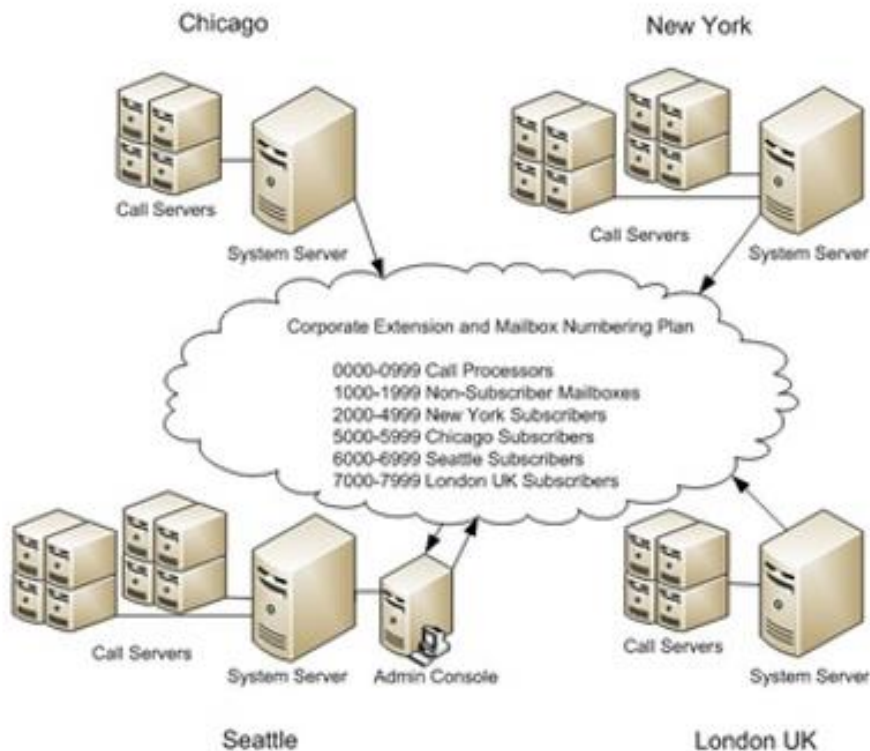 Chicago
New York
Call Servers
System Server
Call Servers
System Server
Corporate Extension and Mailbox Numbering Plan
0000-0999 Call Processors
1000-1999 Non-Subscriber Mailboxes
2000-4999 New York Subscribers
5000-5999 Chicago Subscribers
6000-6999 Seattle Subscribers
7000-7999 London UK Subscribers
Call Servers
System Server
Admin Console
Call Servers
System Server
Seattle
London UK